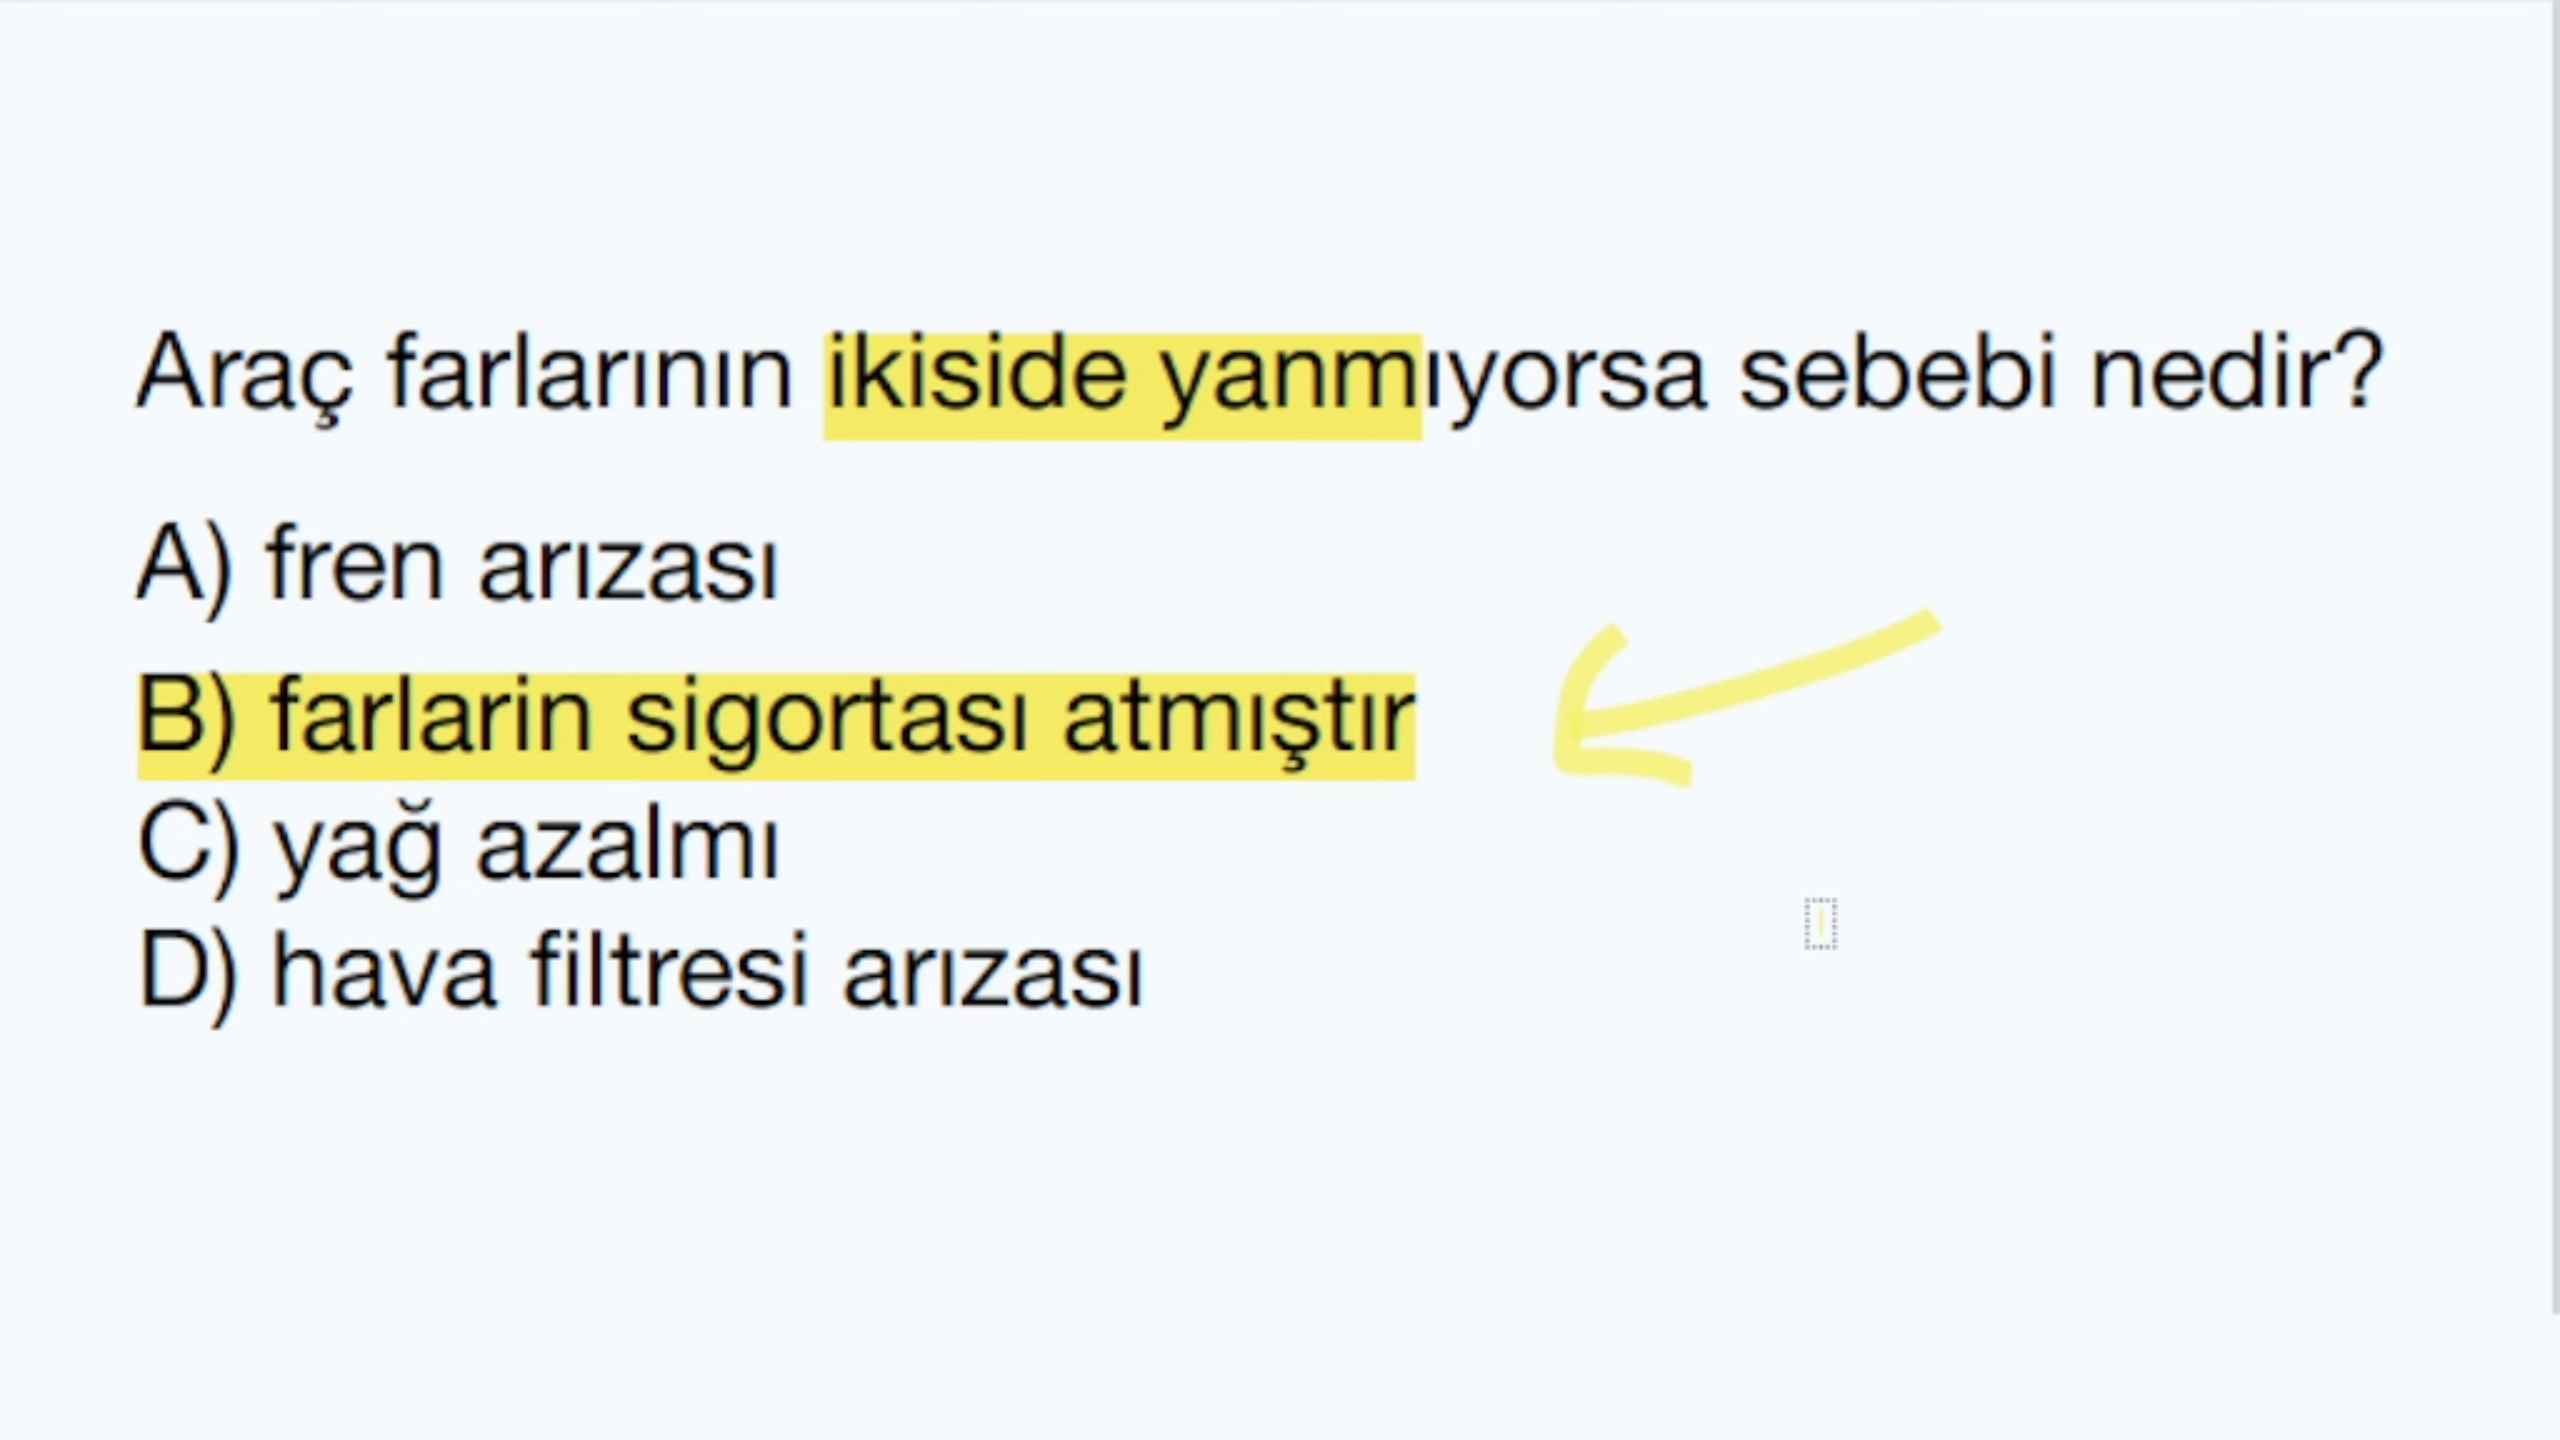 Araç farlarının ikiside yanmıyorsa sebebi nedir?
A) fren arızası
B) farlarin sigortası atmıştır
C) yağ azalmı
D) hava filtresi arızası